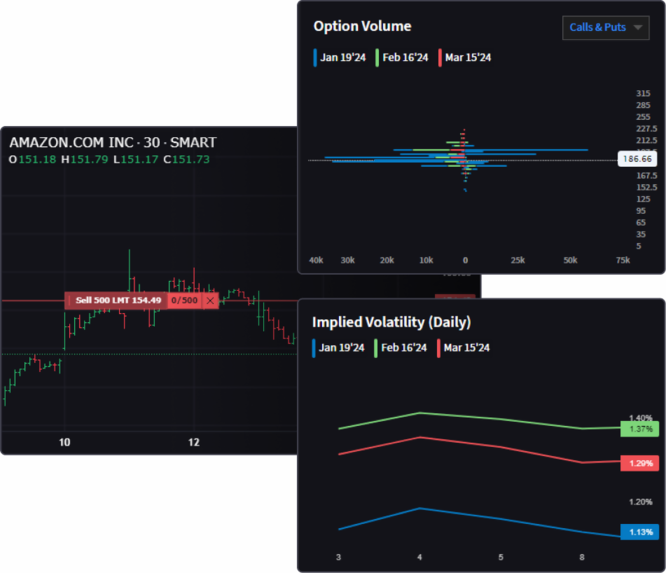 Option Volume
Calls & Puts
Jan 19'24 Feb 16'24 Mar 15'24
315
285
255
227.5
212.5
186.66
167.5
152.5
125
95
65
35
5
40k 30k 20k 10k 0 25k 50k 75k
AMAZON.COM INC · 30 · SMART
O151.18 H151.79 L151.17 C151.73
Sell 500 LMT 154.49 0/500 X
10 12
Implied Volatility (Daily)
Jan 19'24 Feb 16'24 Mar 15'24
1.40%
1.37%
1.29%
1.20%
1.13%
3 4 5 8